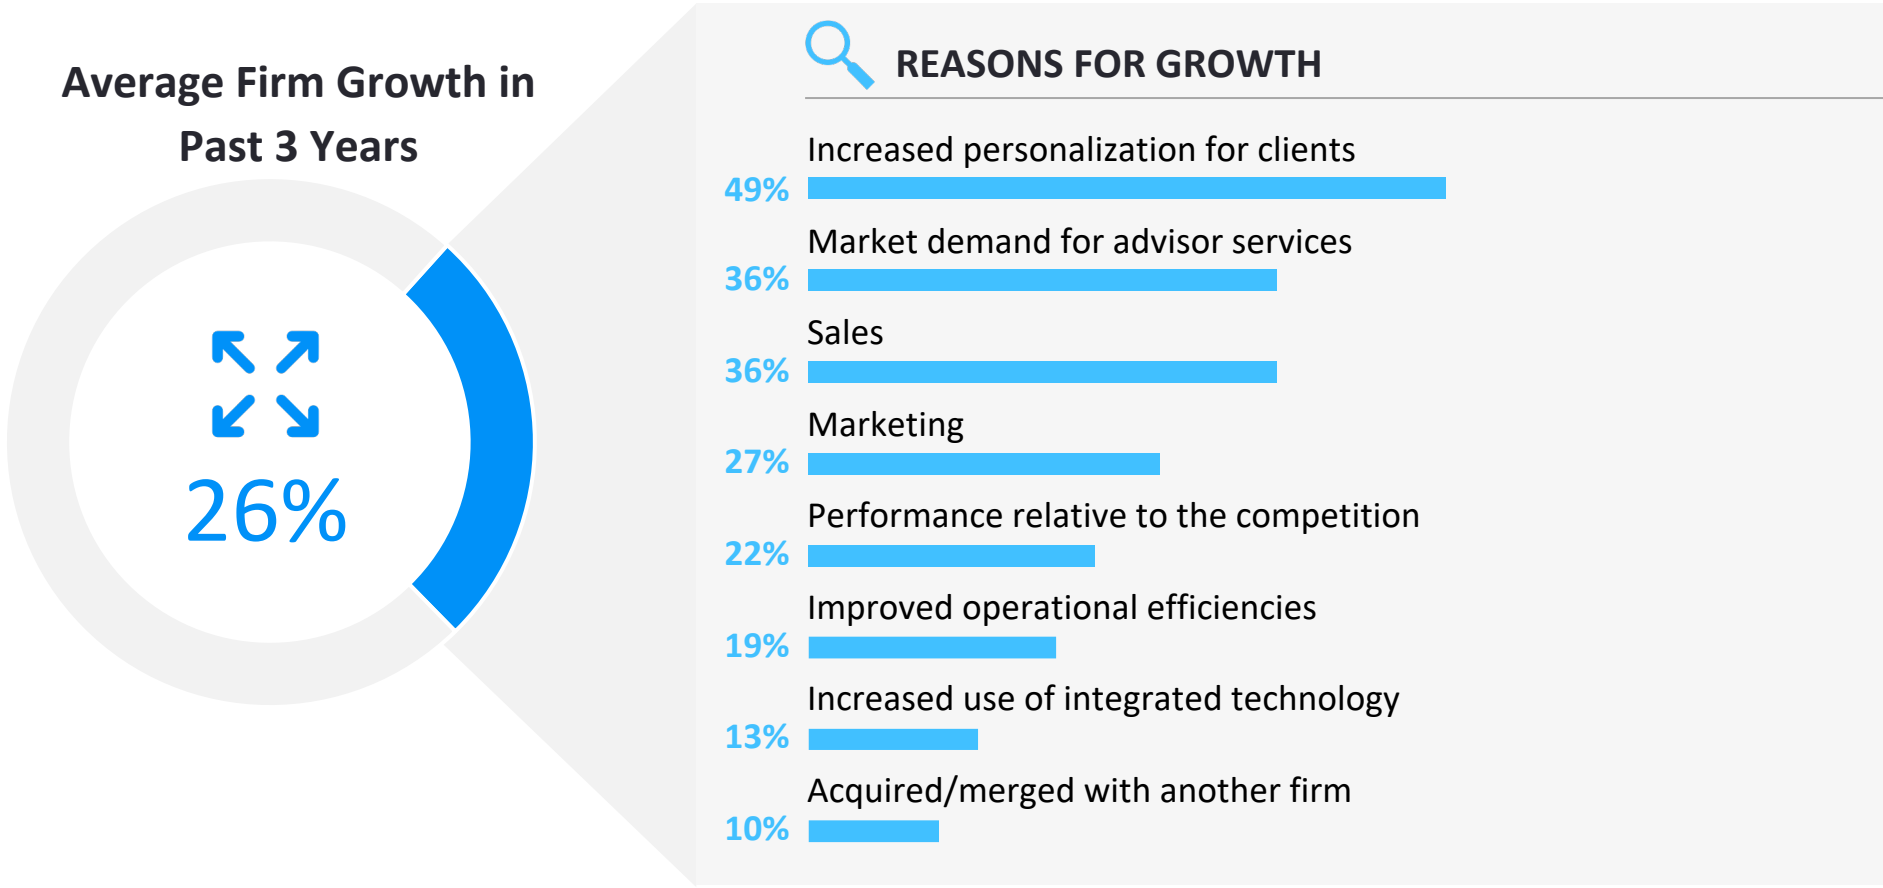 Average Firm Growth in
Past 3 Years
26%
REASONS FOR GROWTH
Increased personalization for clients
49%
Market demand for advisor services
36%
Sales
36%
Marketing
27%
Performance relative to the competition
22%
Improved operational efficiencies
19%
Increased use of integrated technology
13%
Acquired/merged with another firm
10%